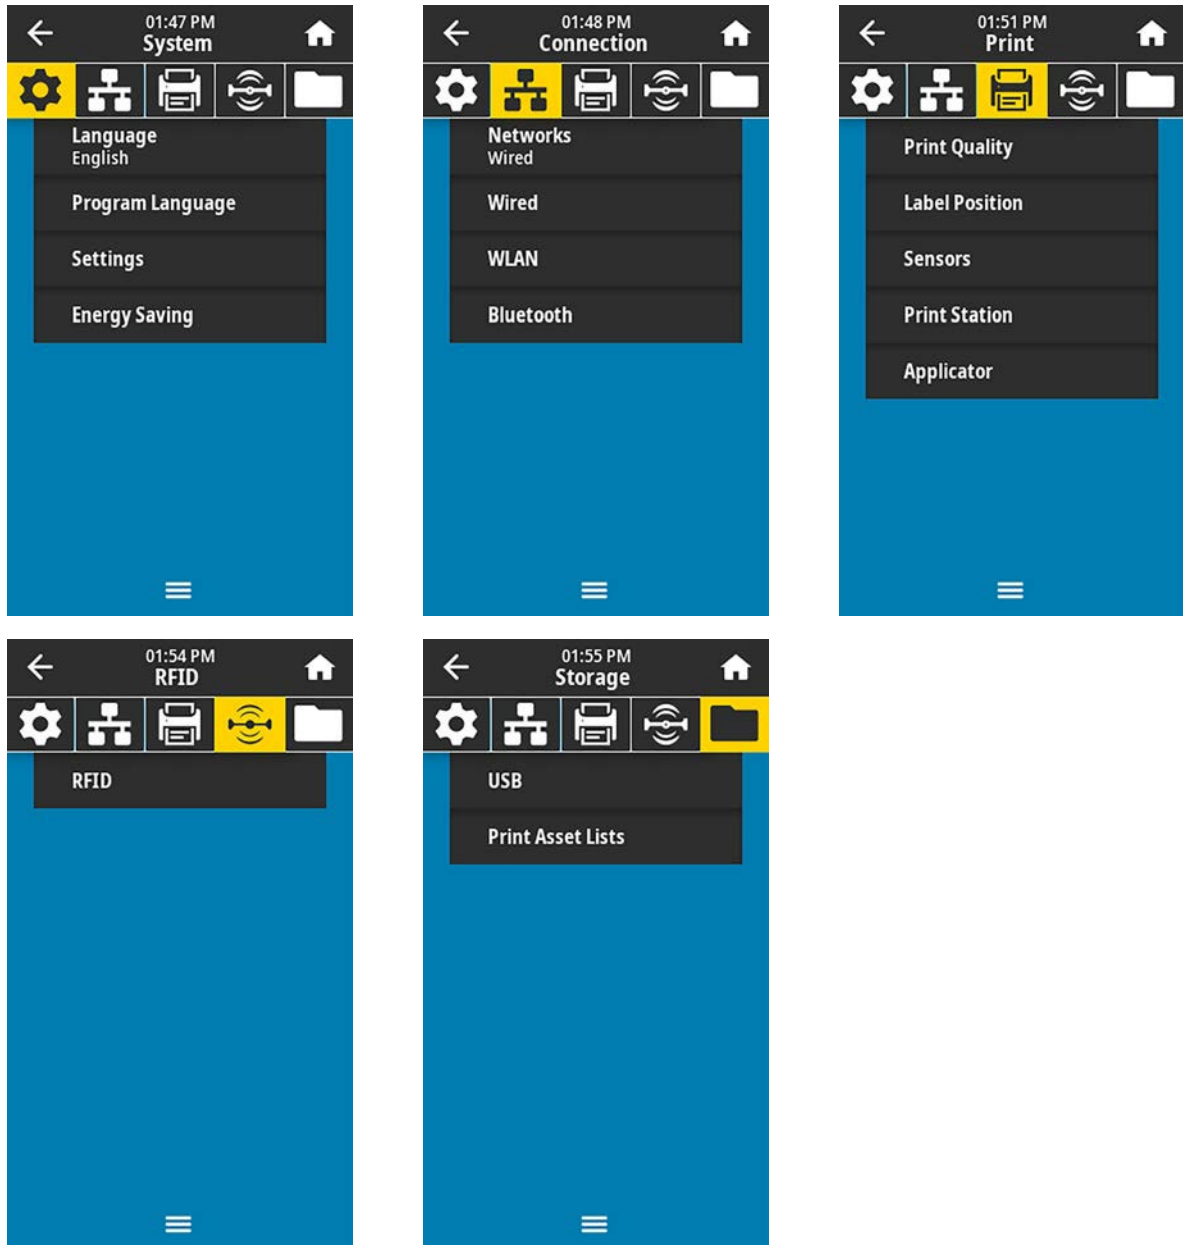 01:47 PM
System
Language
English
Program Language
Settings
Energy Saving
01:48 PM
Connection
Networks
Wired
Wired
WLAN
Bluetooth
01:51 PM
Print
Print Quality
Label Position
Sensors
Print Station
Applicator
01:54 PM
RFID
RFID
01:55 PM
Storage
USB
Print Asset Lists